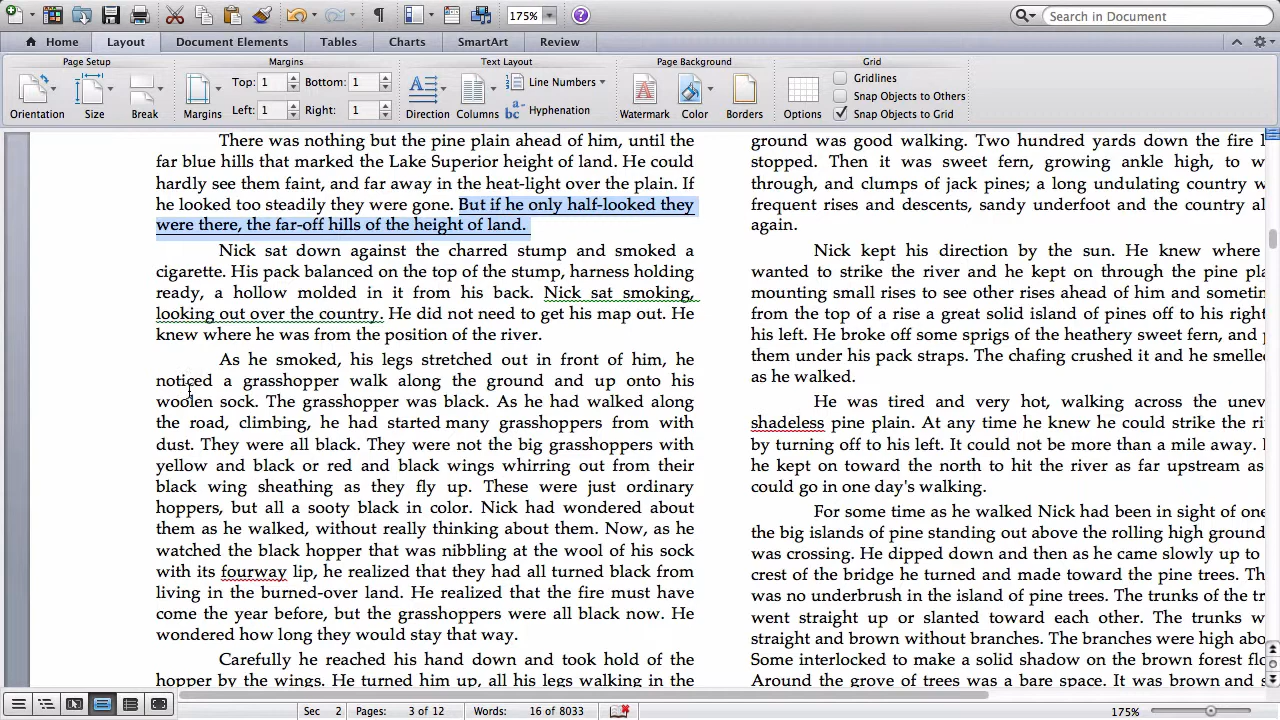 175%
Search in Document
Home
Layout
Document Elements
Tables
Charts
SmartArt
Review
Page Setup
Margins
Text Layout
Page Background
Grid
Orientation
Size
Break
Margins
Top: 1
Bottom: 1
Left: 1
Right: 1
Direction
Columns
Line Numbers
Hyphenation
Watermark
Color
Borders
Options
Gridlines
Snap Objects to Others
Snap Objects to Grid
There was nothing but the pine plain ahead of him, until the
far blue hills that marked the Lake Superior height of land. He could
hardly see them faint, and far away in the heat-light over the plain. If
he looked too steadily they were gone. But if he only half-looked they
were there, the far-off hills of the height of land.
Nick sat down against the charred stump and smoked a
cigarette. His pack balanced on the top of the stump, harness holding
ready, a hollow molded in it from his back. Nick sat smoking,
looking out over the country. He did not need to get his map out. He
knew where he was from the position of the river.
As he smoked, his legs stretched out in front of him, he
noticed a grasshopper walk along the ground and up onto his
woolen sock. The grasshopper was black. As he had walked along
the road, climbing, he had started many grasshoppers from with
dust. They were all black. They were not the big grasshoppers with
yellow and black or red and black wings whirring out from their
black wing sheathing as they fly up. These were just ordinary
hoppers, but all a sooty black in color. Nick had wondered about
them as he walked, without really thinking about them. Now, as he
watched the black hopper that was nibbling at the wool of his sock
with its fourway lip, he realized that they had all turned black from
living in the burned-over land. He realized that the fire must have
come the year before, but the grasshoppers were all black now. He
wondered how long they would stay that way.
Carefully he reached his hand down and took hold of the
hopper by the wings. He turned him up, all his legs walking in the
ground was good walking. Two hundred yards down the fire
stopped. Then it was sweet fern, growing ankle high, to
through, and clumps of jack pines; a long undulating country
frequent rises and descents, sandy underfoot and the country
again.
Nick kept his direction by the sun. He knew where
wanted to strike the river and he kept on through the pine
mounting small rises to see other rises ahead of him and
from the top of a rise a great solid island of pines off to his right
his left. He broke off some sprigs of the heathery sweet fern, and
them under his pack straps. The chafing crushed it and he smelled
as he walked.
He was tired and very hot, walking across the
shadeless pine plain. At any time he knew he could strike the
by turning off to his left. It could not be more than a mile away.
he kept on toward the north to hit the river as far upstream as
could go in one day's walking.
For some time as he walked Nick had been in sight of one
the big islands of pine standing out above the rolling high ground
was crossing. He dipped down and then as he came slowly up to
crest of the bridge he turned and made toward the pine trees.
was no underbrush in the island of pine trees. The trunks of the
went straight up or slanted toward each other. The trunks
straight and brown without branches. The branches were high
Some interlocked to make a solid shadow on the brown forest
Around the grove of trees was a bare space. It was brown and
Sec 2
Pages: 3 of 12
Words: 16 of 8033
175%